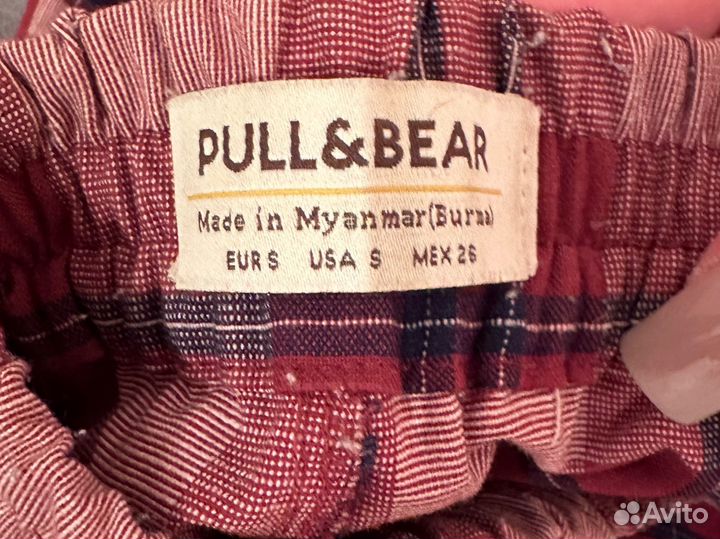 PULL&BEAR
Made in Myanmar(Burma)
EUR S USA S MEX 26
Avito